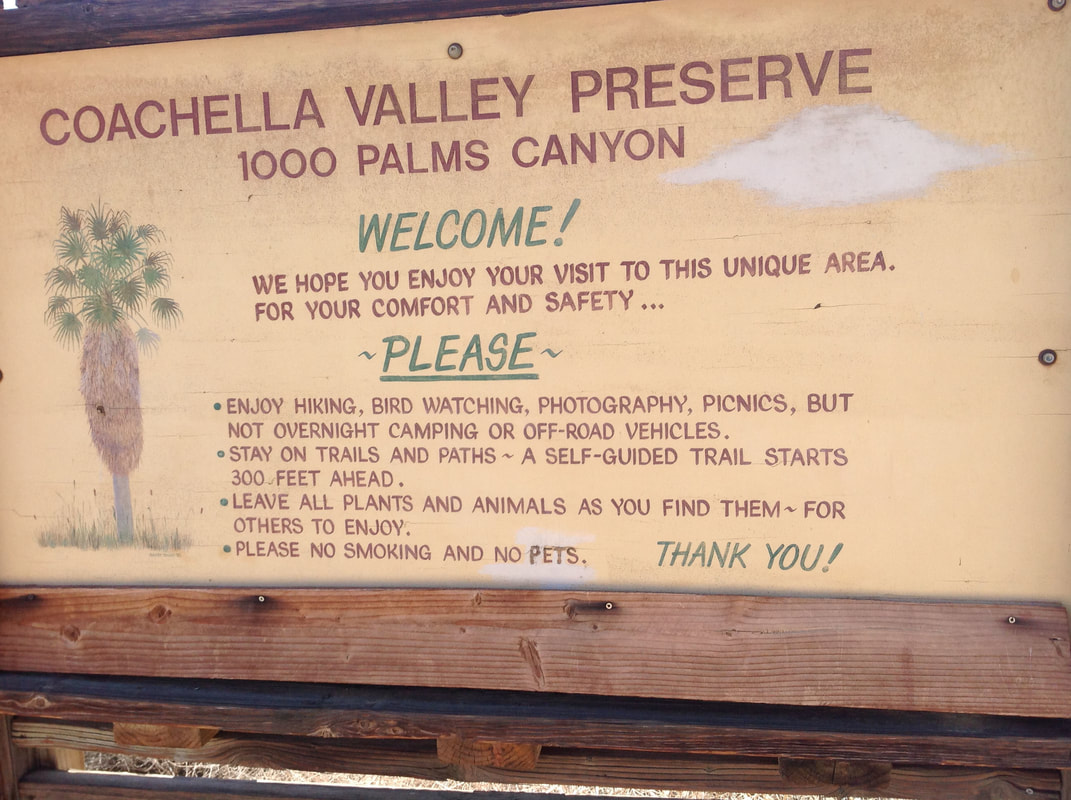 COACHELLA VALLEY PRESERVE
1000 PALMS CANYON
WELCOME!
WE HOPE YOU ENJOY YOUR VISIT TO THIS UNIQUE AREA.
FOR YOUR COMFORT AND SAFETY...
~PLEASE~
• ENJOY HIKING, BIRD WATCHING, PHOTOGRAPHY, PICNICS, BUT
NOT OVERNIGHT CAMPING OR OFF-ROAD VEHICLES.
• STAY ON TRAILS AND PATHS ~ A SELF-GUIDED TRAIL STARTS
300 FEET AHEAD.
• LEAVE ALL PLANTS AND ANIMALS AS YOU FIND THEM ~ FOR
OTHERS TO ENJOY.
• PLEASE NO SMOKING AND NO PETS.
THANK YOU!